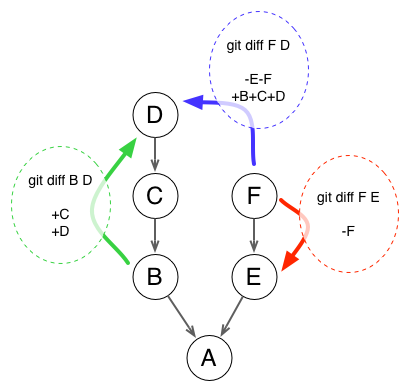 git diff F D
-E-F
+B+C+D
D
git diff B D
+C
+D
C
F
git diff F E
-F
B
E
A